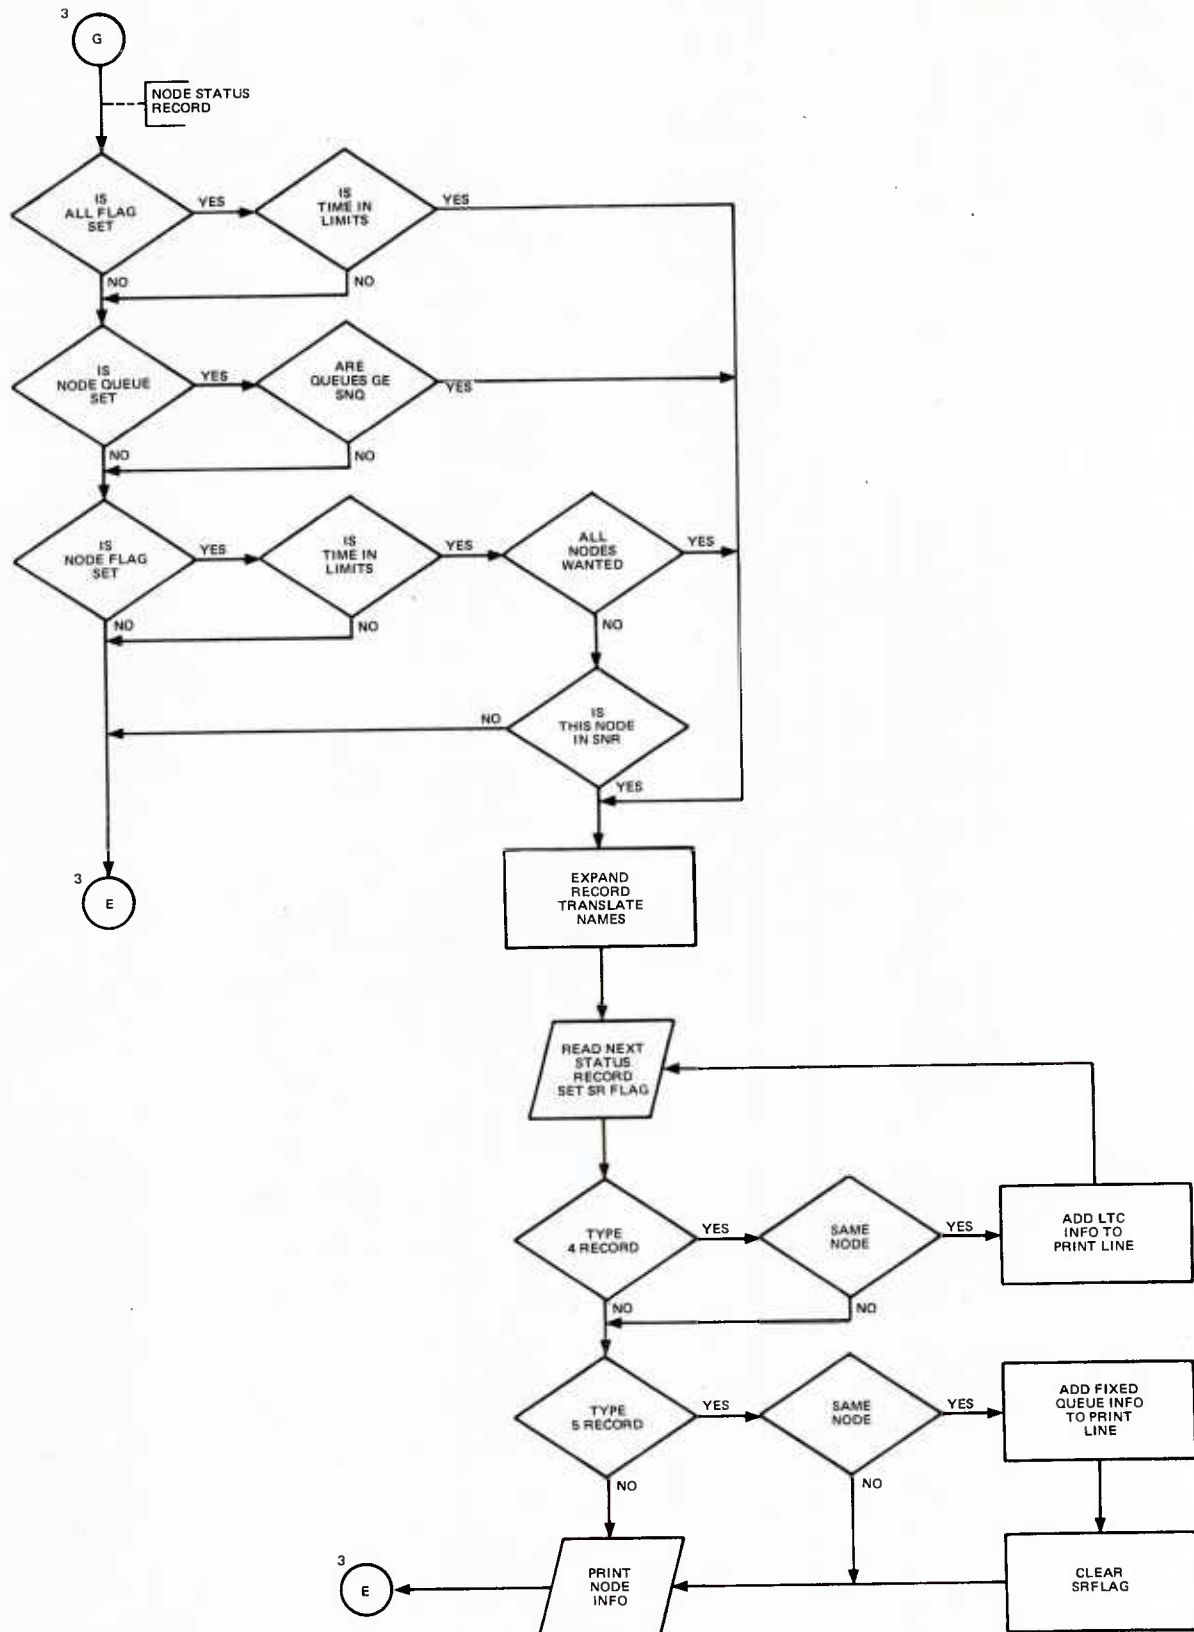 3
G
NODE STATUS
RECORD
IS
ALL FLAG
SET
YES
IS
TIME IN
LIMITS
YES
NO
NO
IS
NODE QUEUE
SET
YES
ARE
QUEUES GE
SNQ
YES
NO
NO
IS
NODE FLAG
SET
YES
IS
TIME IN
LIMITS
YES
ALL
NODES
WANTED
YES
NO
NO
NO
IS
THIS NODE
IN SNR
NO
YES
3
E
EXPAND
RECORD
TRANSLATE
NAMES
READ NEXT
STATUS
RECORD
SET SR FLAG
TYPE
4 RECORD
YES
SAME
NODE
YES
ADD LTC
INFO TO
PRINT LINE
NO
NO
TYPE
5 RECORD
YES
SAME
NODE
YES
ADD FIXED
QUEUE INFO
TO PRINT
LINE
NO
NO
3
E
PRINT
NODE
INFO
CLEAR
SRFLAG